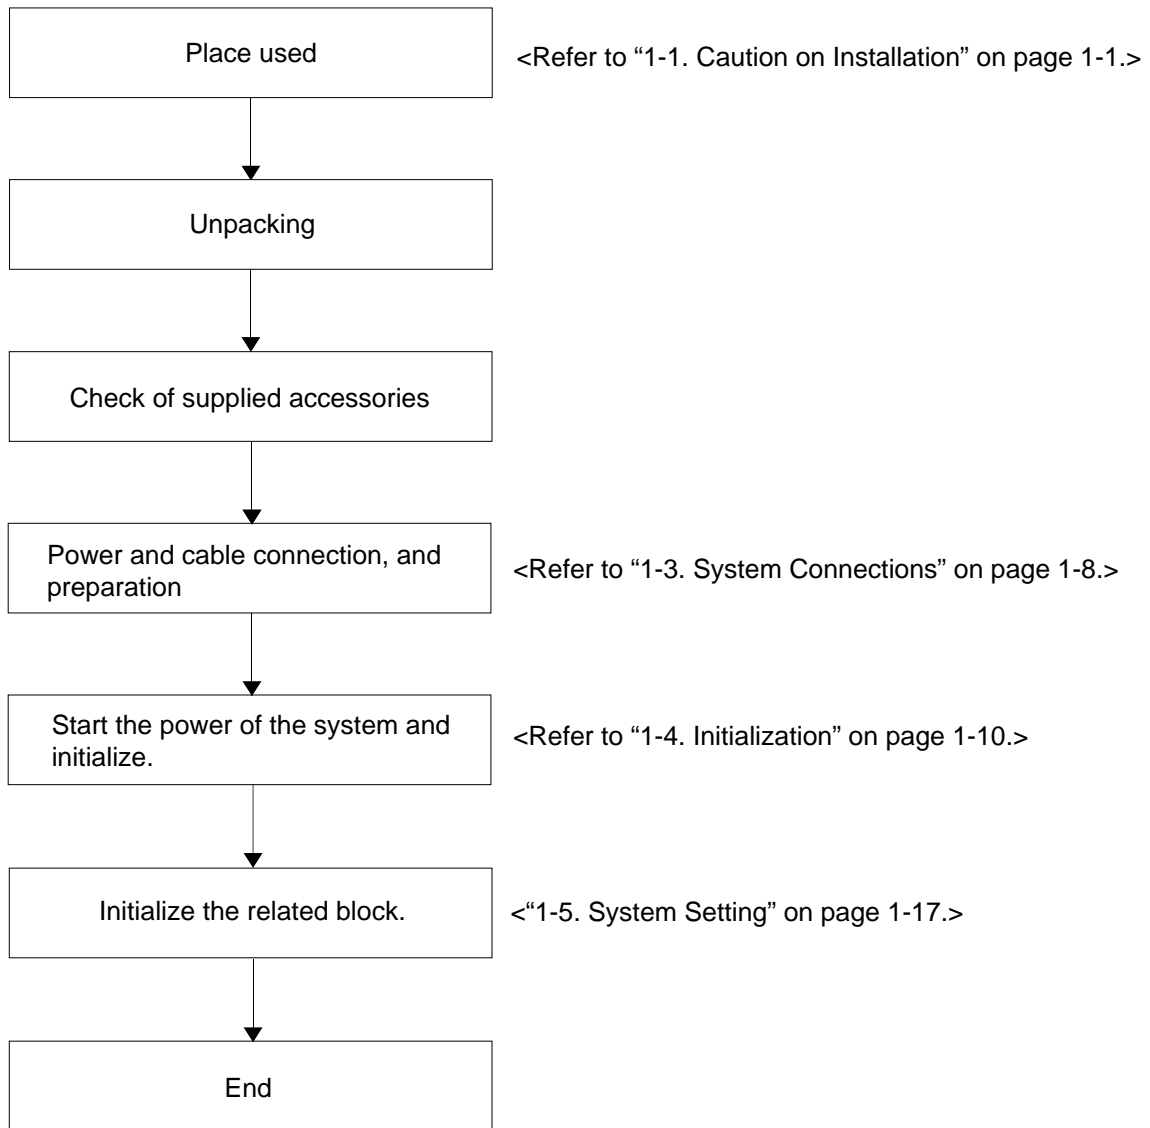 Place used
<Refer to “1-1. Caution on Installation” on page 1-1.>
Unpacking
Check of supplied accessories
Power and cable connection, and
preparation
<Refer to “1-3. System Connections” on page 1-8.>
Start the power of the system and
initialize.
<Refer to “1-4. Initialization” on page 1-10.>
Initialize the related block.
<“1-5. System Setting” on page 1-17.>
End